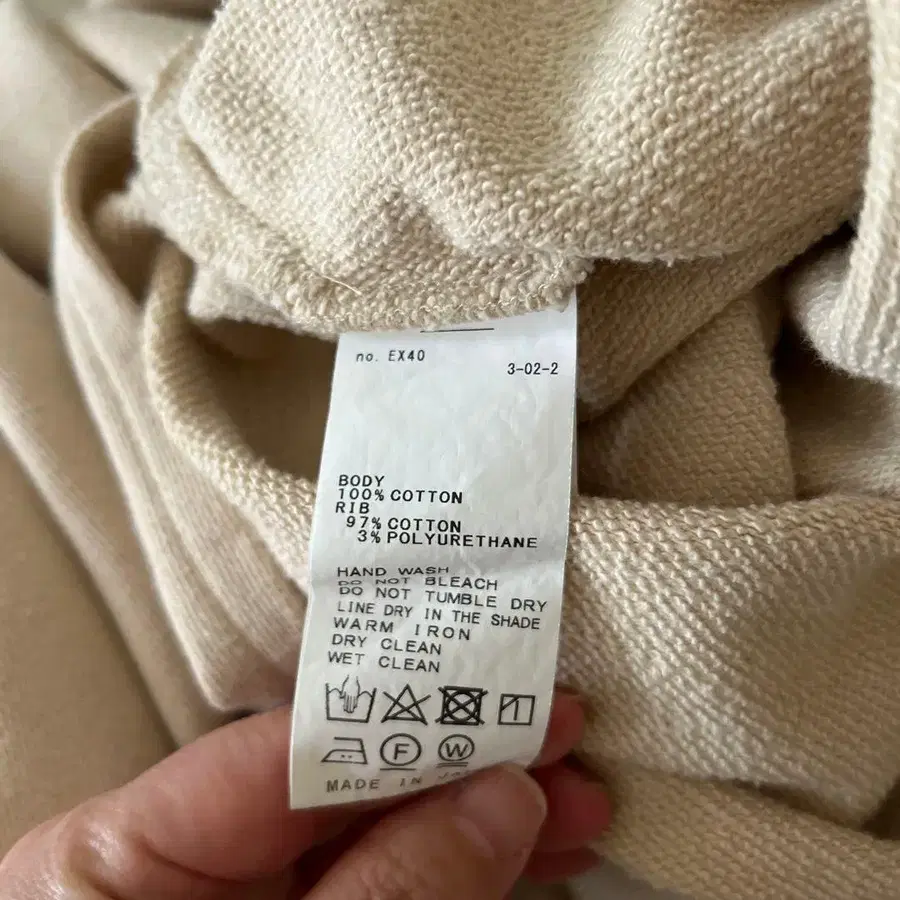 no. EX40
3-02-2
BODY
100% COTTON
RIB
97% COTTON
3% POLYURETHANE
HAND WASH
DO NOT BLEACH
DO NOT TUMBLE DRY
LINE DRY IN THE SHADE
WARM IRON
DRY CLEAN
WET CLEAN
F W
MADE IN